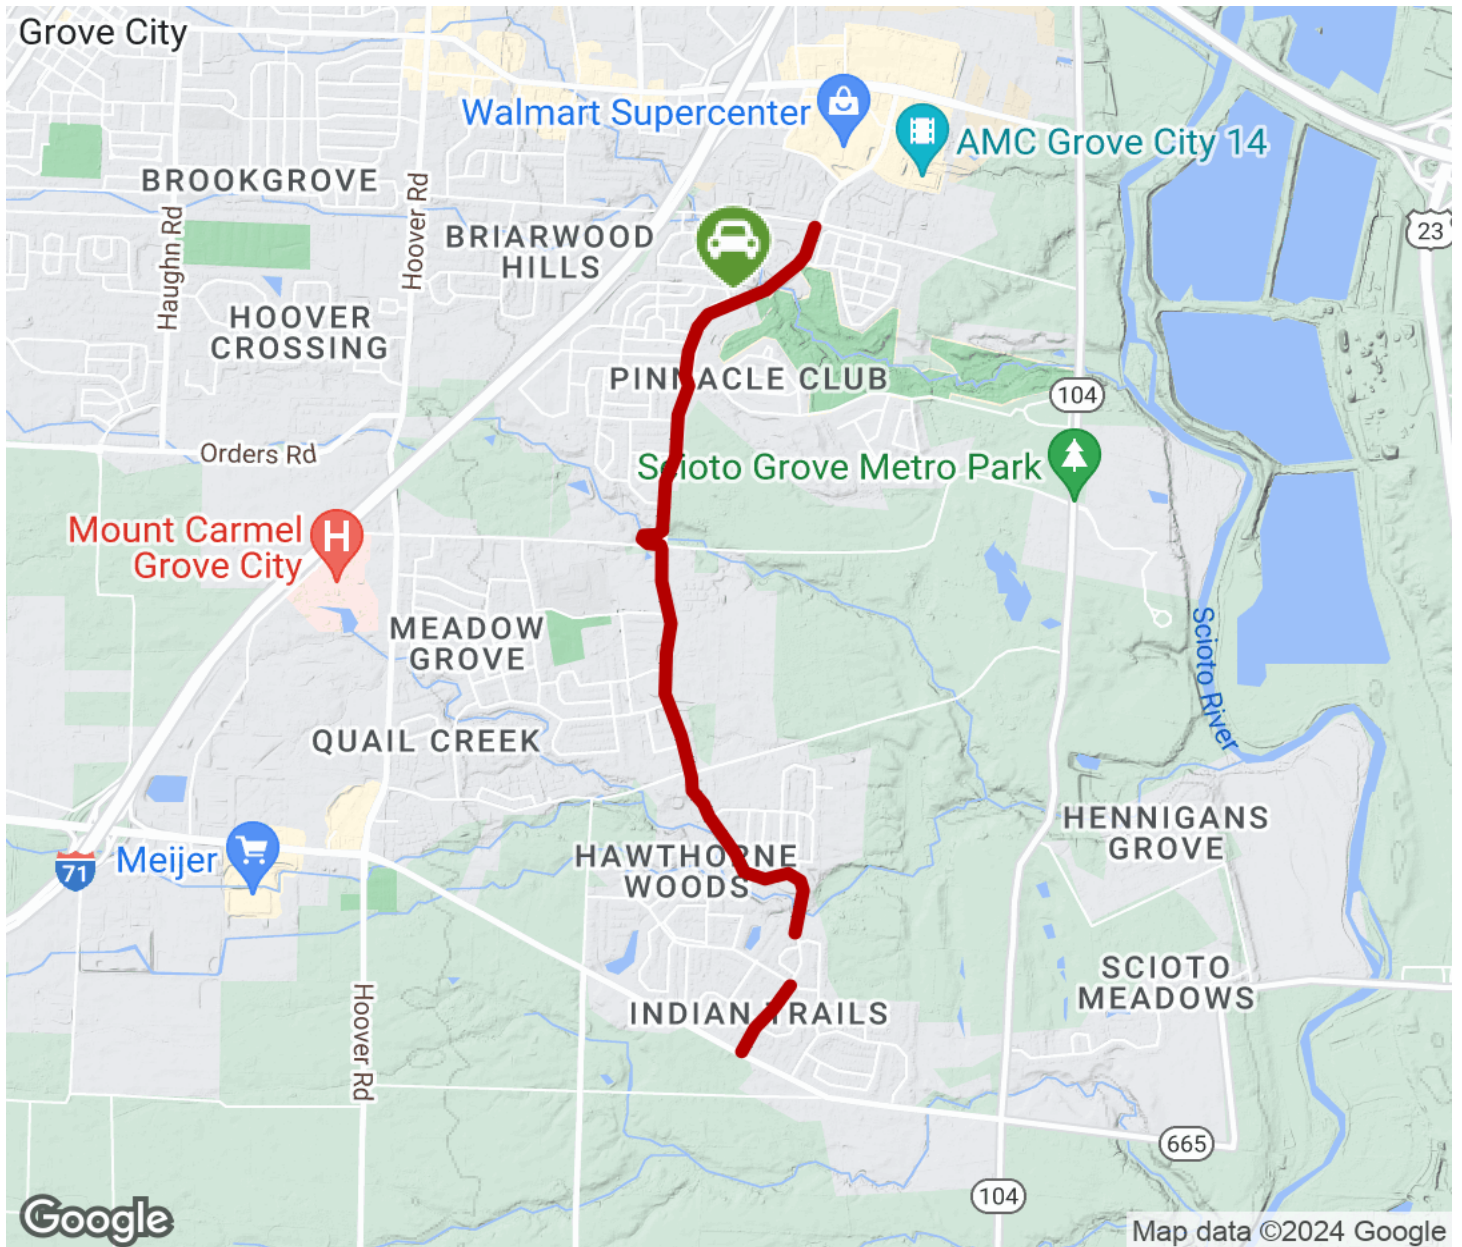 Grove City
Walmart Supercenter
AMC Grove City 14
BROOKGROVE
Hoover Rd
Haughn Rd
BRIARWOOD
HILLS
23
HOOVER
CROSSING
PINNACLE CLUB
104
Orders Rd
Scioto Grove Metro Park
Mount Carmel
Grove City
H
MEADOW
GROVE
Scioto River
QUAIL CREEK
HENNIGANS
GROVE
71
Meijer
HAWTHORNE
WOODS
SCIOTO
MEADOWS
INDIAN TRAILS
Hoover Rd
665
104
Google
Map data ©2024 Google